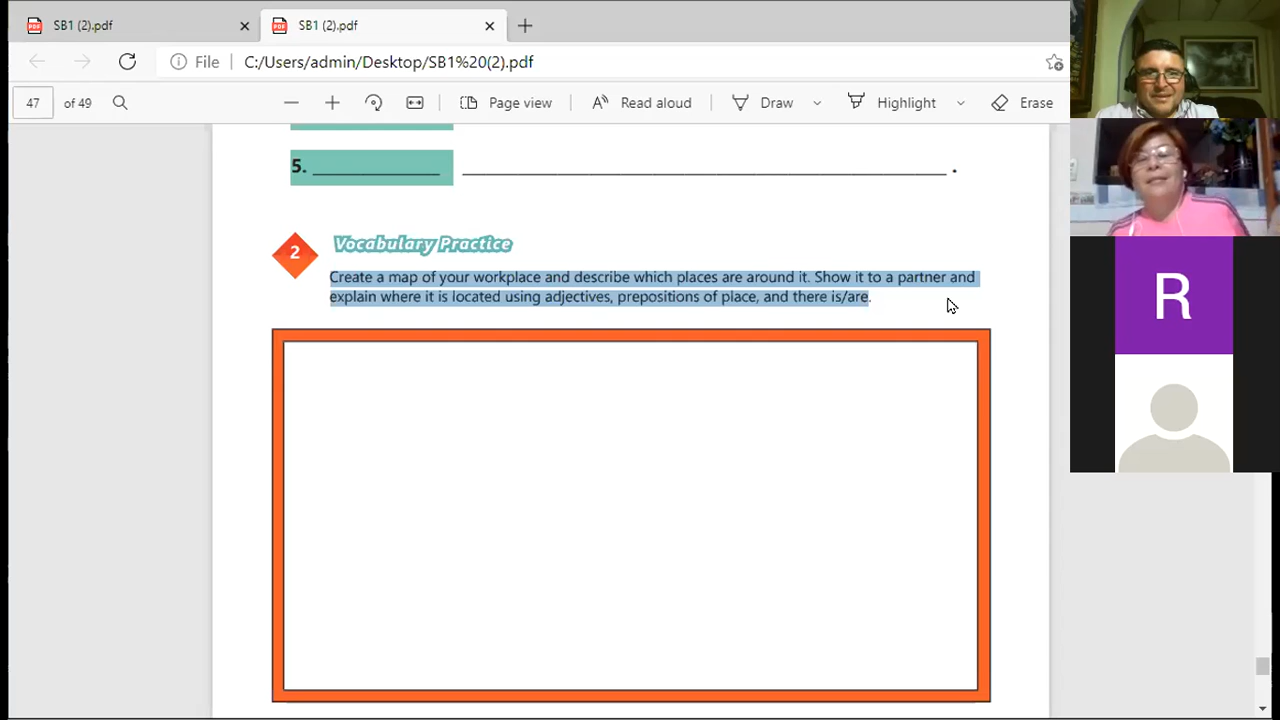 SB1 (2).pdf
SB1 (2).pdf
File
C:/Users/admin/Desktop/SB1%20(2).pdf
47 of 49
Page view
Read aloud
Draw
Highlight
Erase
5. .
2 Vocabulary Practice
Create a map of your workplace and describe which places are around it. Show it to a partner and
explain where it is located using adjectives, prepositions of place, and there is/are.
R